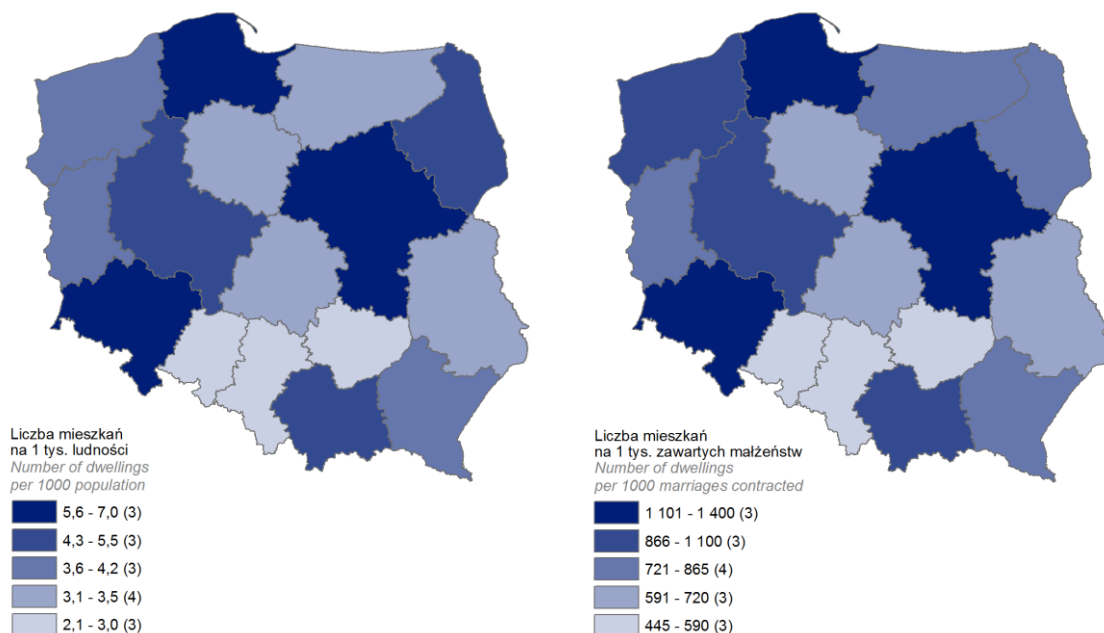 Liczba mieszkań
na 1 tys. ludności
Number of dwellings
per 1000 population
5,6 - 7,0 (3)
4,3 - 5,5 (3)
3,6 - 4,2 (3)
3,1 - 3,5 (4)
2,1 - 3,0 (3)
Liczba mieszkań
na 1 tys. zawartych małżeństw
Number of dwellings
per 1000 marriages contracted
1 101 - 1 400 (3)
866 - 1 100 (3)
721 - 865 (4)
591 - 720 (3)
445 - 590 (3)